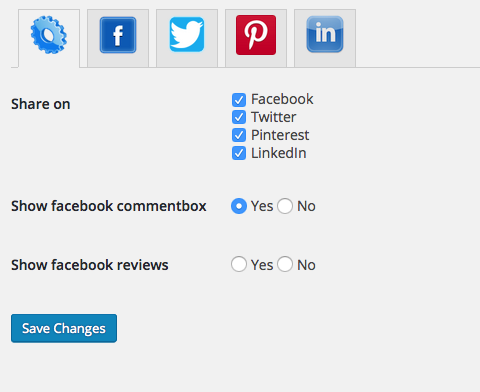 f
in
Share on
Facebook
Twitter
Pinterest
LinkedIn
Show facebook commentbox Yes No
Show facebook reviews Yes No
Save Changes